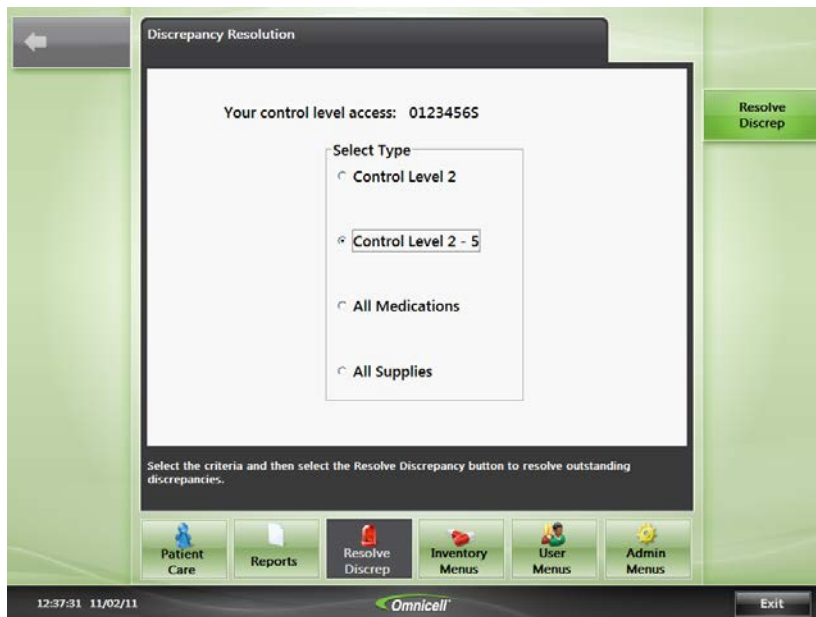 Discrepancy Resolution
Your control level access: 0123456S
Resolve
Discrep
Select Type
Control Level 2
Control Level 2 - 5
All Medications
All Supplies
Select the criteria and then select the Resolve Discrepancy button to resolve outstanding
discrepancies.
Patient
Care
Reports
Resolve
Discrep
Inventory
Menus
User
Menus
Admin
Menus
12:37:31 11/02/11
Omnicell
Exit